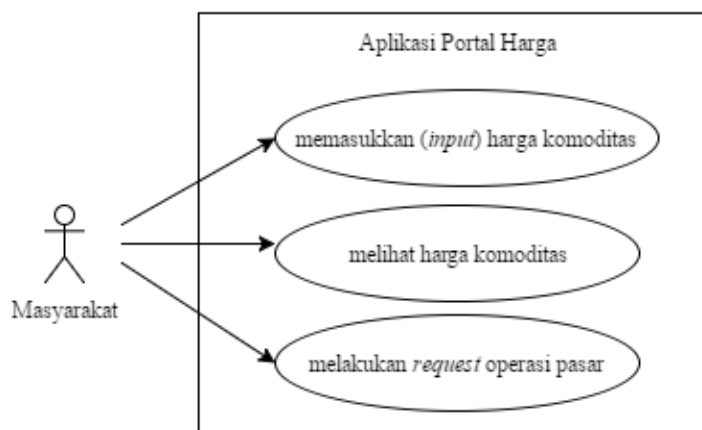 Aplikasi Portal Harga
memasukkan (input) harga komoditas
melihat harga komoditas
Masyarakat
melakukan request operasi pasar